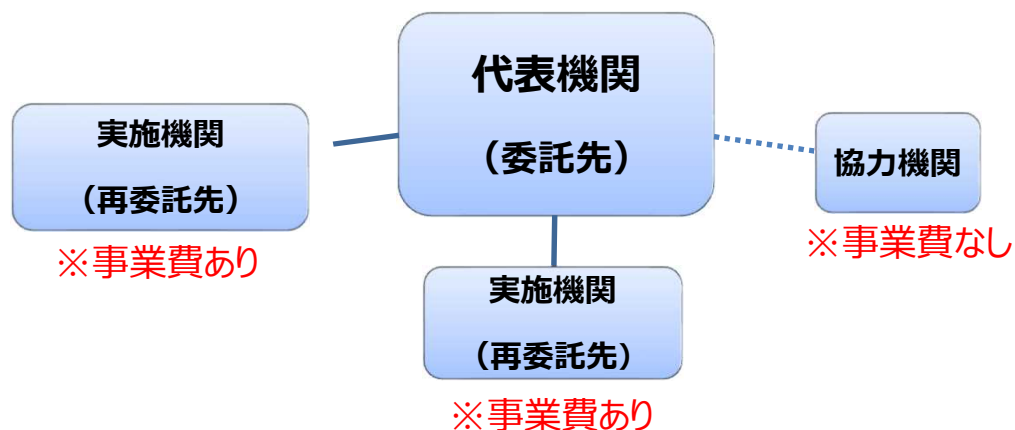 代表機関
（委託先）
実施機関
（再委託先）
※事業費あり
協力機関
※事業費なし
実施機関
（再委託先）
※事業費あり